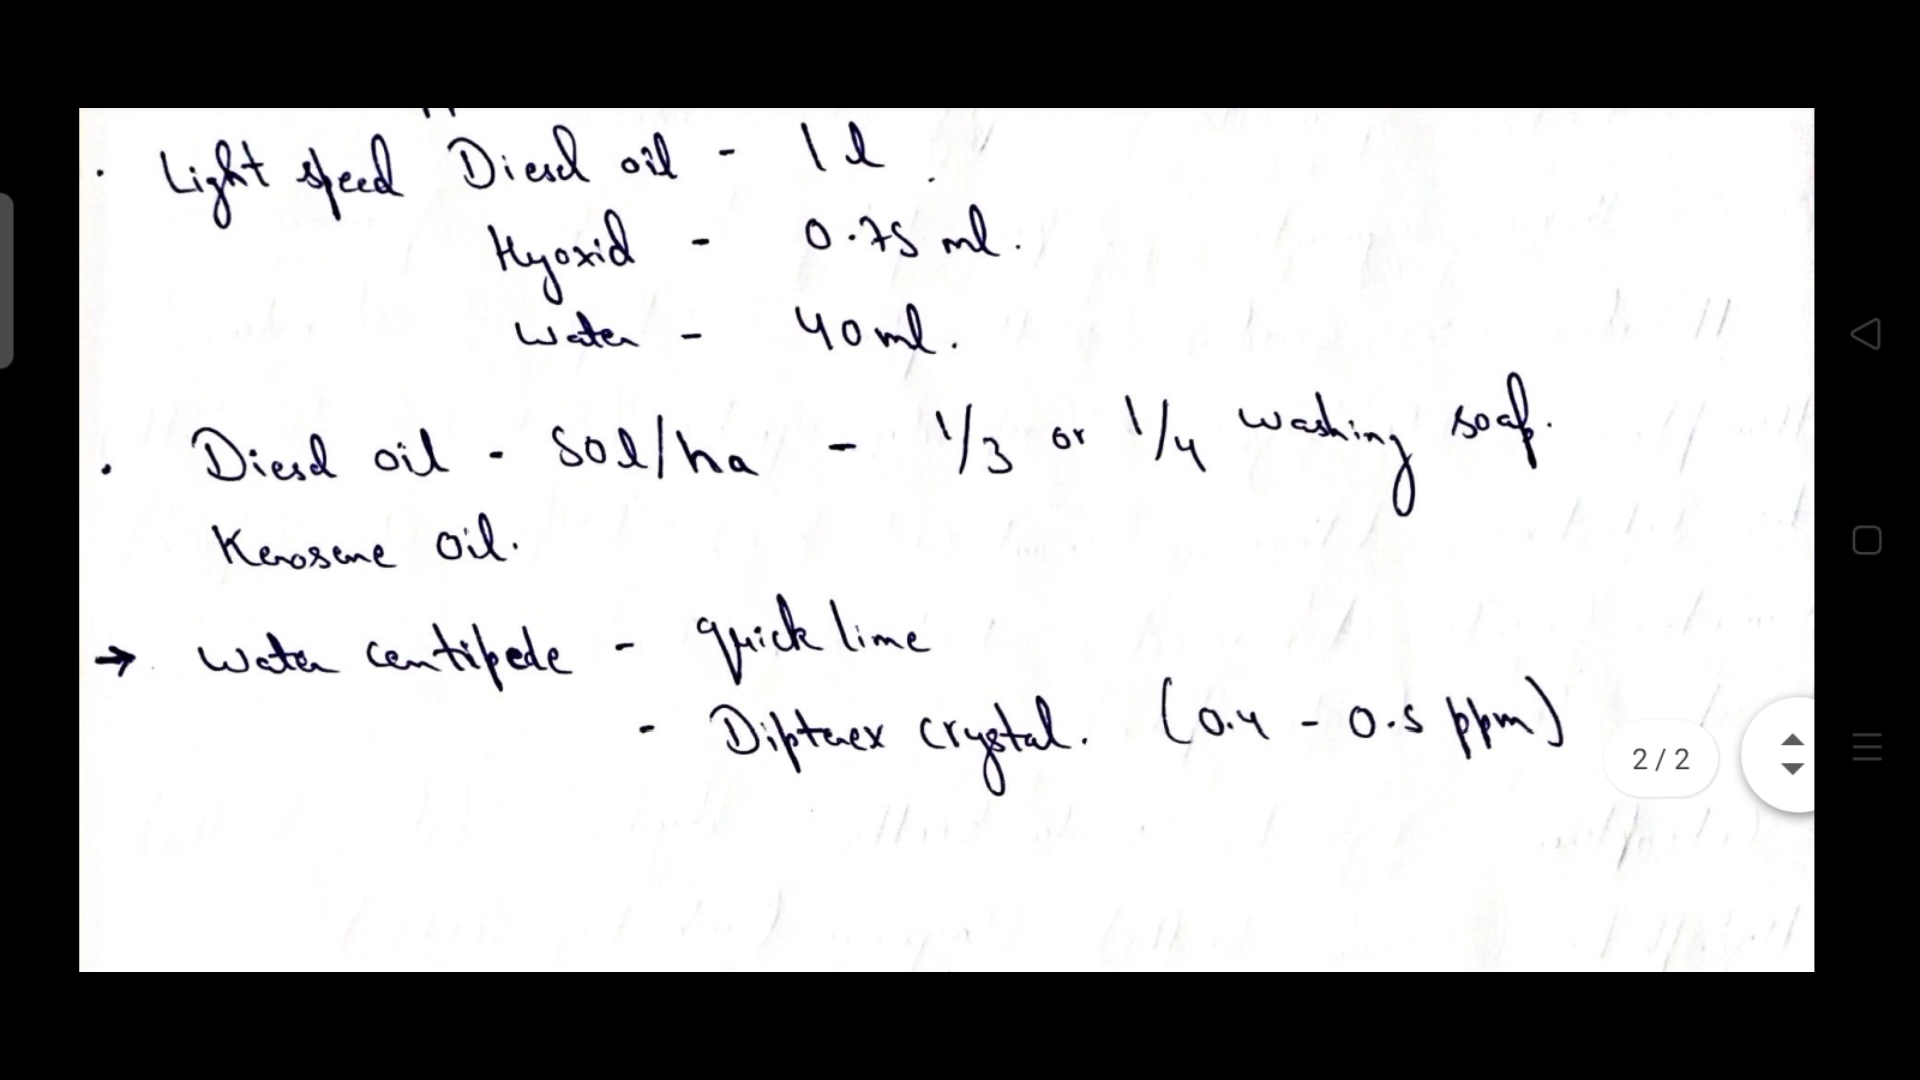 . Light speed Diesel oil - 1 l.
Hyoxid - 0.75 ml.
Water - 40 ml.
. Diesel oil - 50l/ha - 1/3 or 1/4 washing soap.
Kerosene oil.
→ Water centipede - quick lime
- Dipterex crystal. (0.4 - 0.5 ppm)
2 / 2